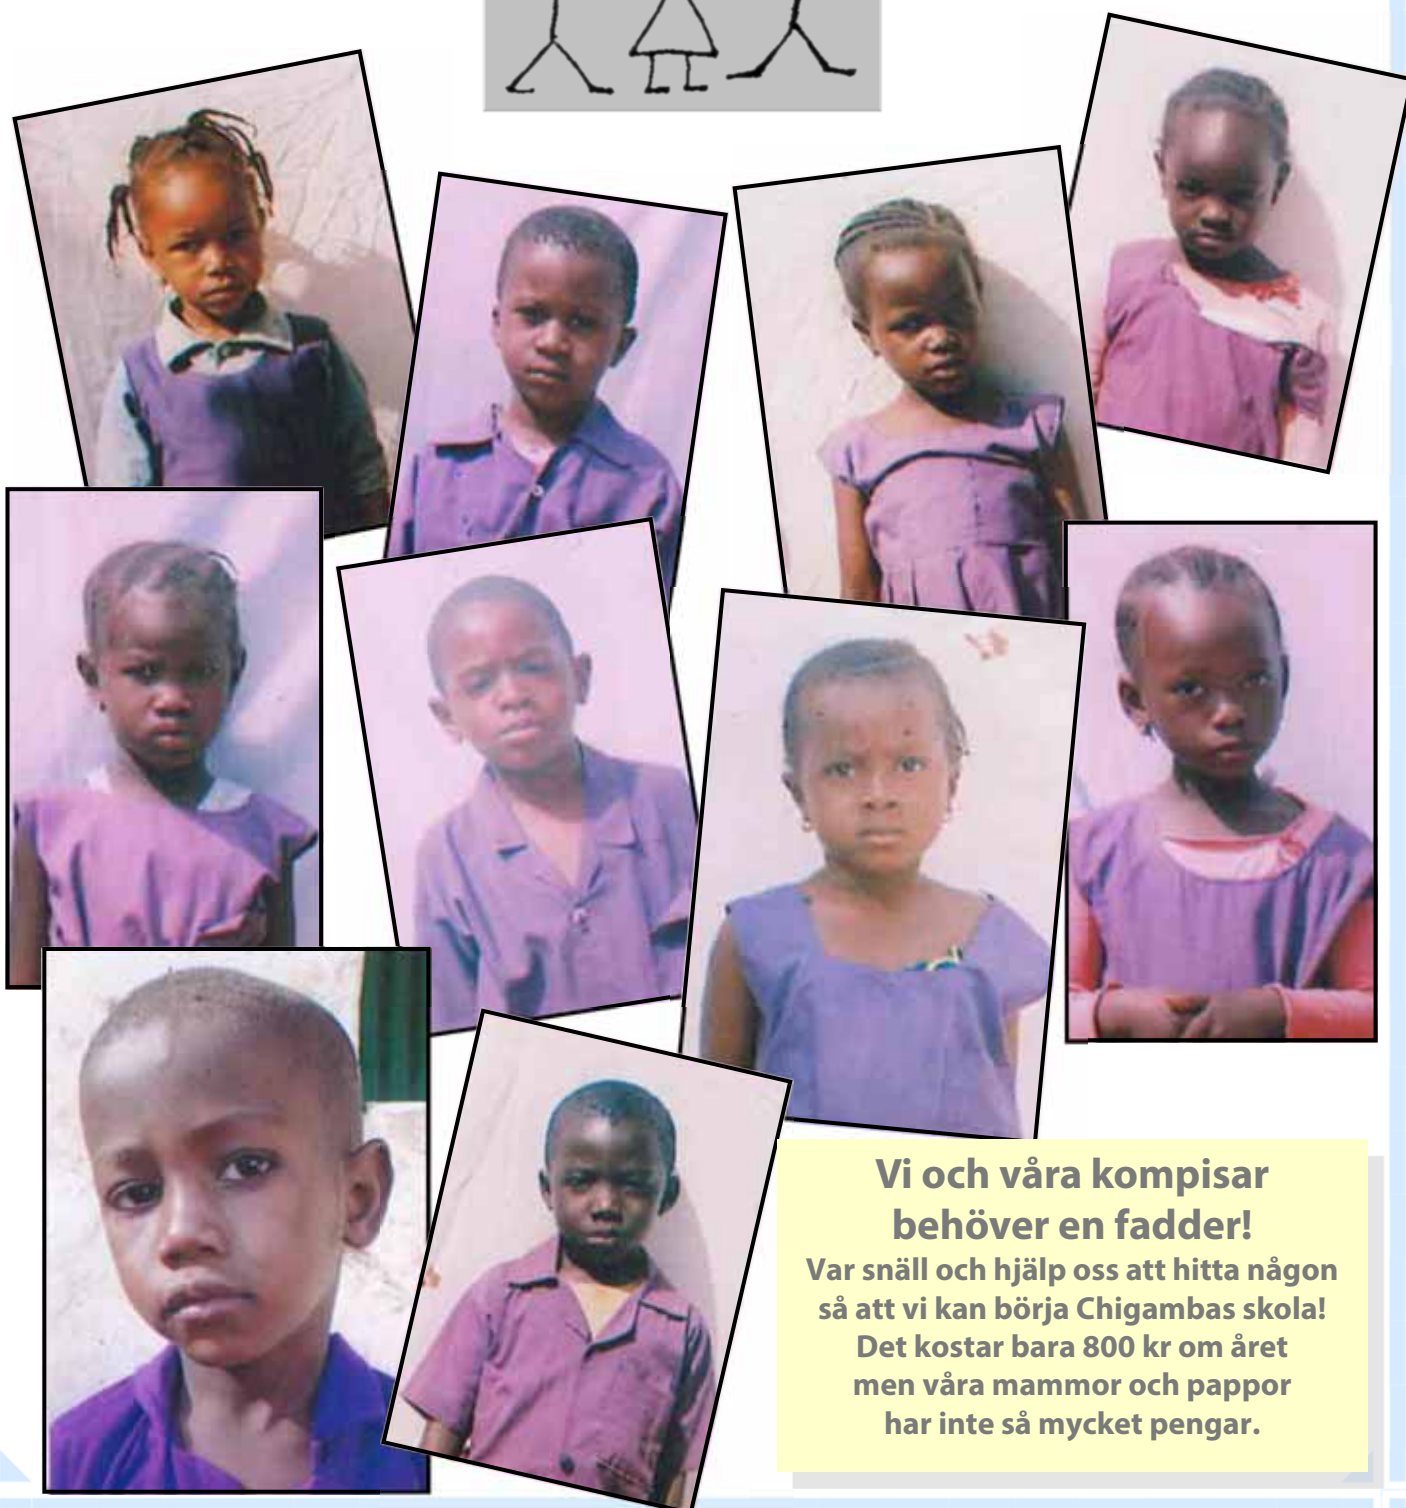 Vi och våra kompisar
behöver en fadder!
Var snäll och hjälp oss att hitta någon
så att vi kan börja Chigambas skola!
Det kostar bara 800 kr om året
men våra mammor och pappor
har inte så mycket pengar.